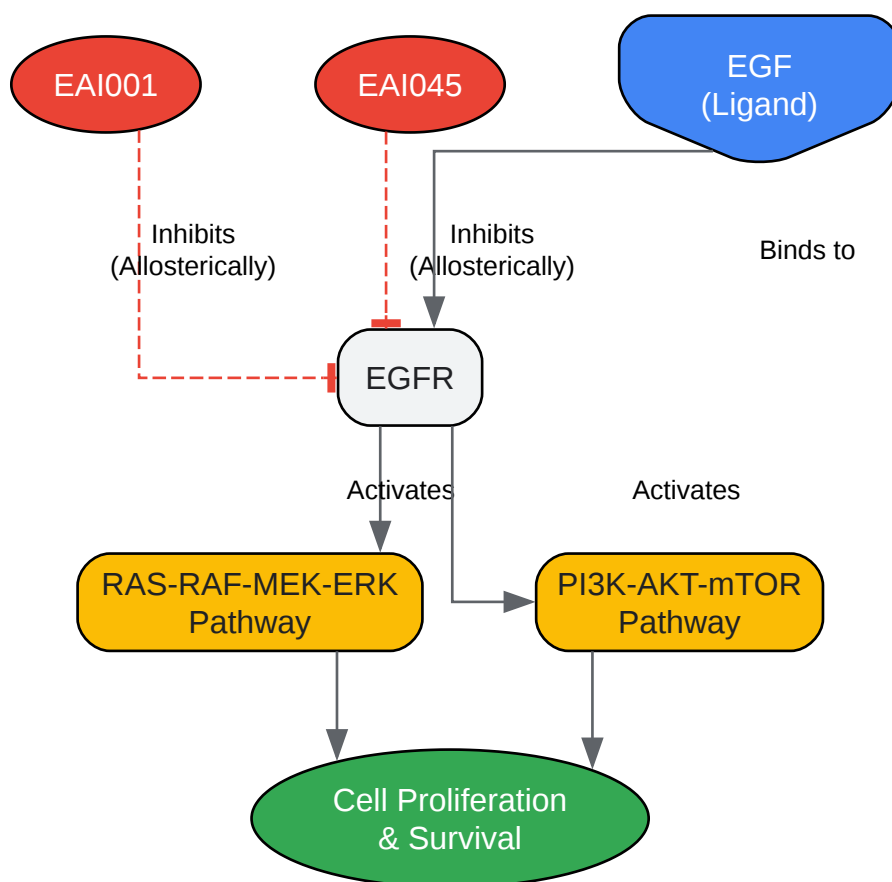 EAI001
EAI045
EGF
(Ligand)
Inhibits
(Allosterically)
Inhibits
(Allosterically)
Binds to
EGFR
Activates
Activates
RAS-RAF-MEK-ERK
Pathway
PI3K-AKT-mTOR
Pathway
Cell Proliferation
& Survival